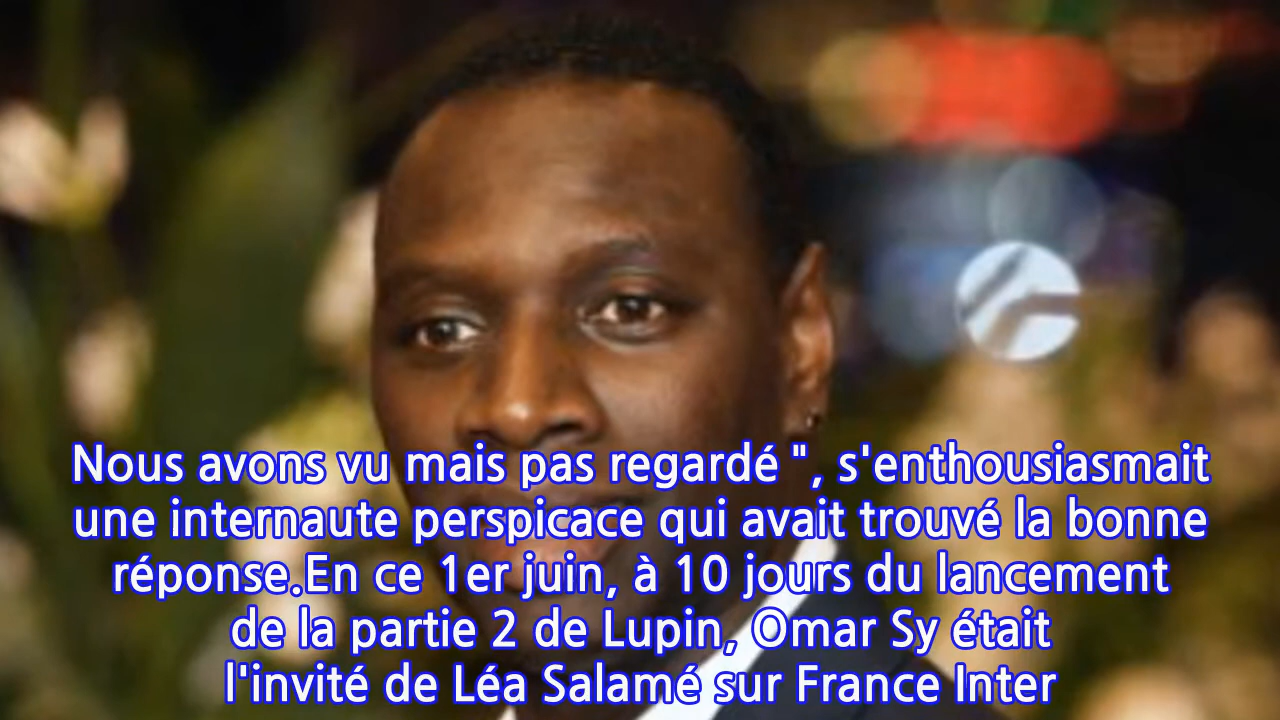 Nous avons vu mais pas regardé ", s'enthousiasmait
une internaute perspicace qui avait trouvé la bonne
réponse.En ce 1er juin, à 10 jours du lancement
de la partie 2 de Lupin, Omar Sy était
l'invité de Léa Salamé sur France Inter